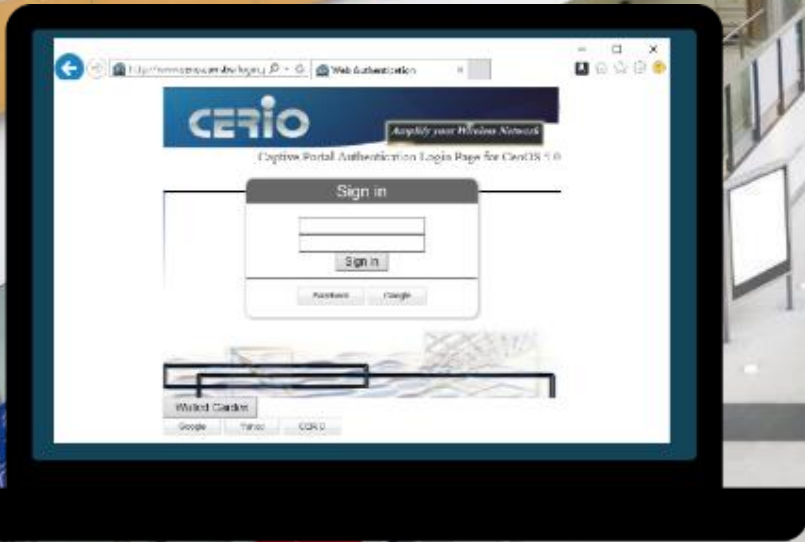 Web Authentication
CERIO
Amplify your Wireless Network
Captive Portal Authentication Login Page for CenOS 5.0
Sign in
Sign in
Facebook Google
Walled Garden
Google Yahoo CERIO